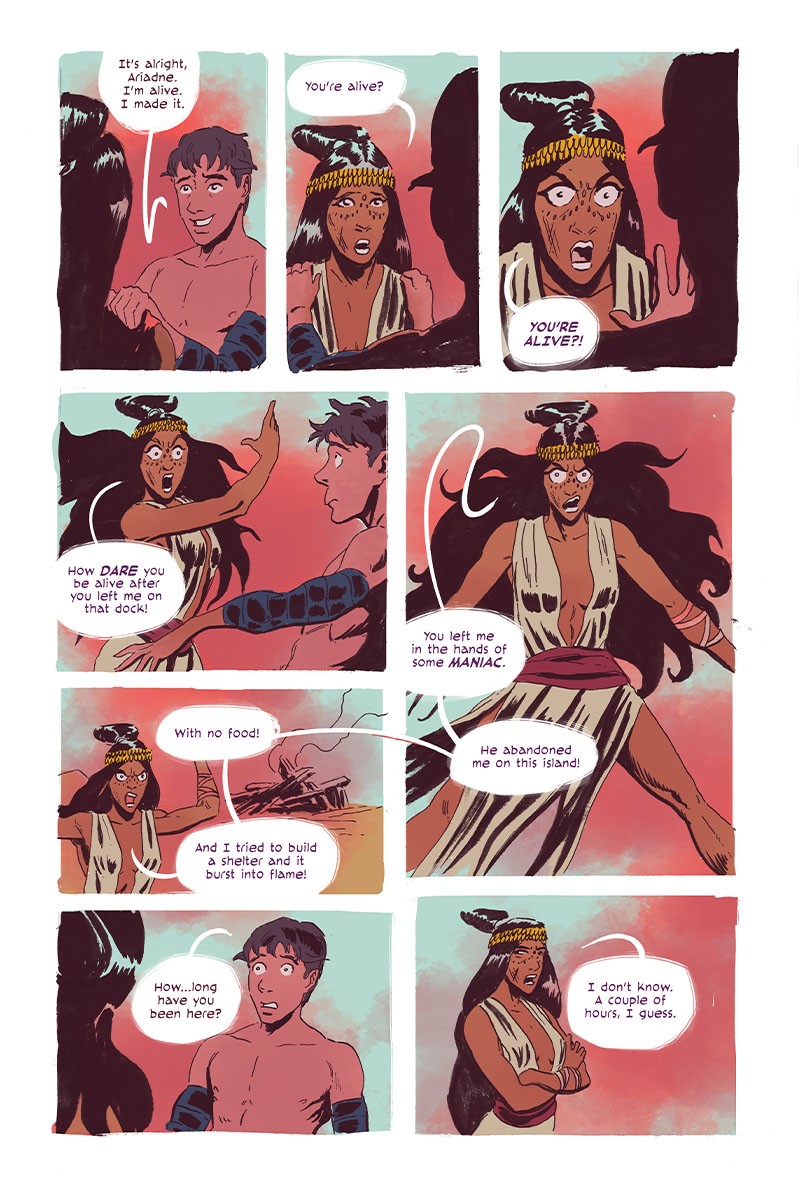 It's alright,
Ariadne.
I'm alive.
I made it.
You're alive?
YOU'RE
ALIVE?!
How DARE you
be alive after
you left me on
that dock!
You left me
in the hands of
some MANIAC.
He abandoned
me on this island!
With no food!
And I tried to build
a shelter and it
burst into flame!
How...long
have you
been here?
I don't know.
A couple of
hours, I guess.